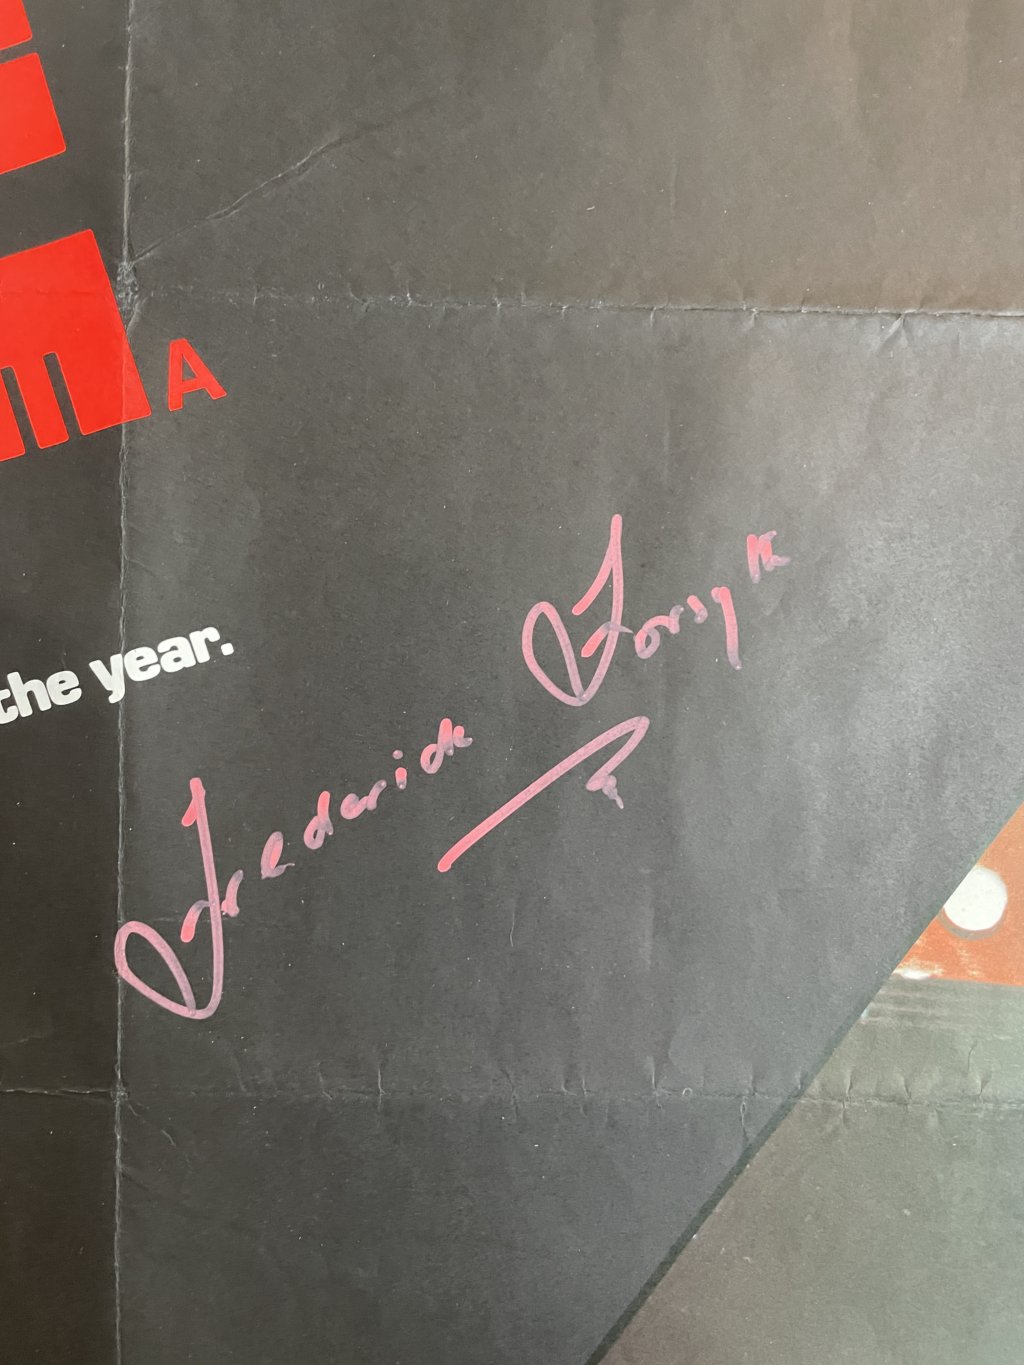 A
the year.
Frederick Forsyth